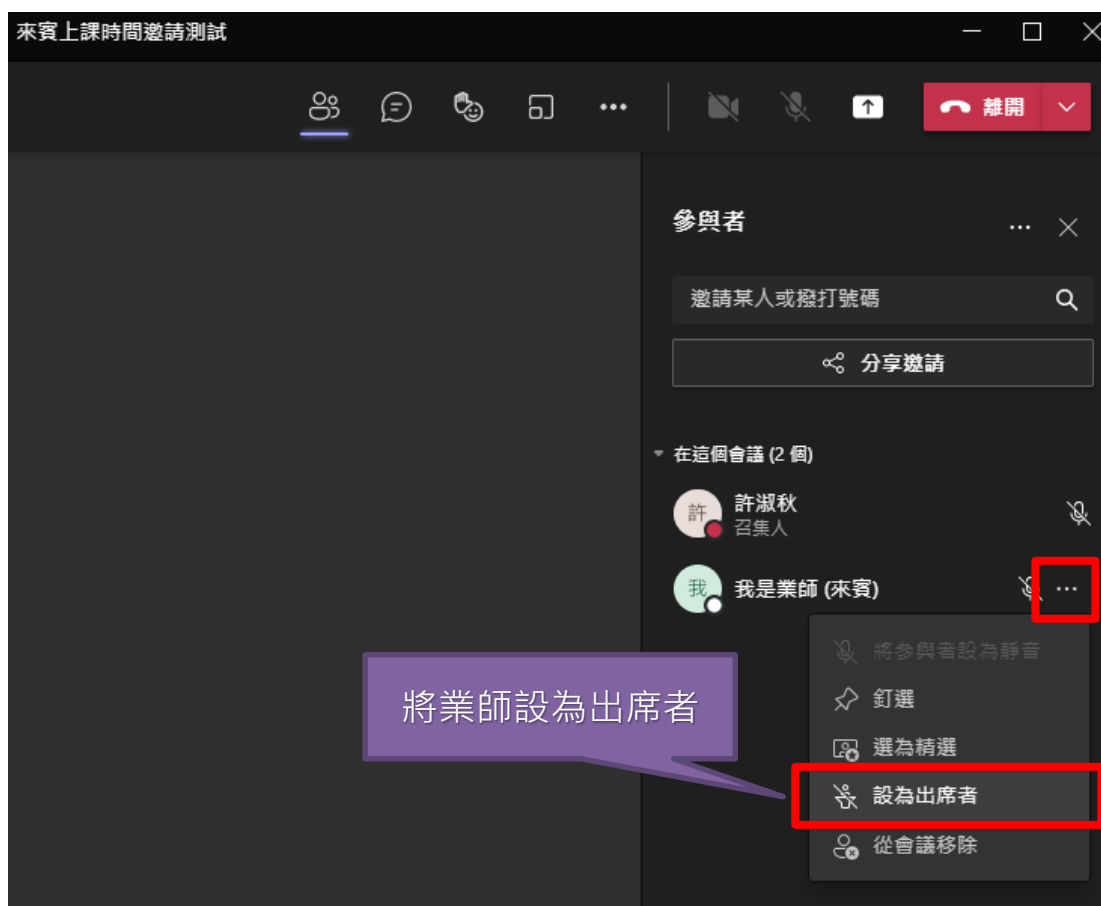 來賓上課時間邀請測試
離開
參與者
邀請某人或撥打號碼
分享邀請
在這個會議 (2 個)
許
許淑秋
召集人
我
我是業師 (來賓)
將參與者設為靜音
釘選
選為精選
設為出席者
從會議移除
將業師設為出席者